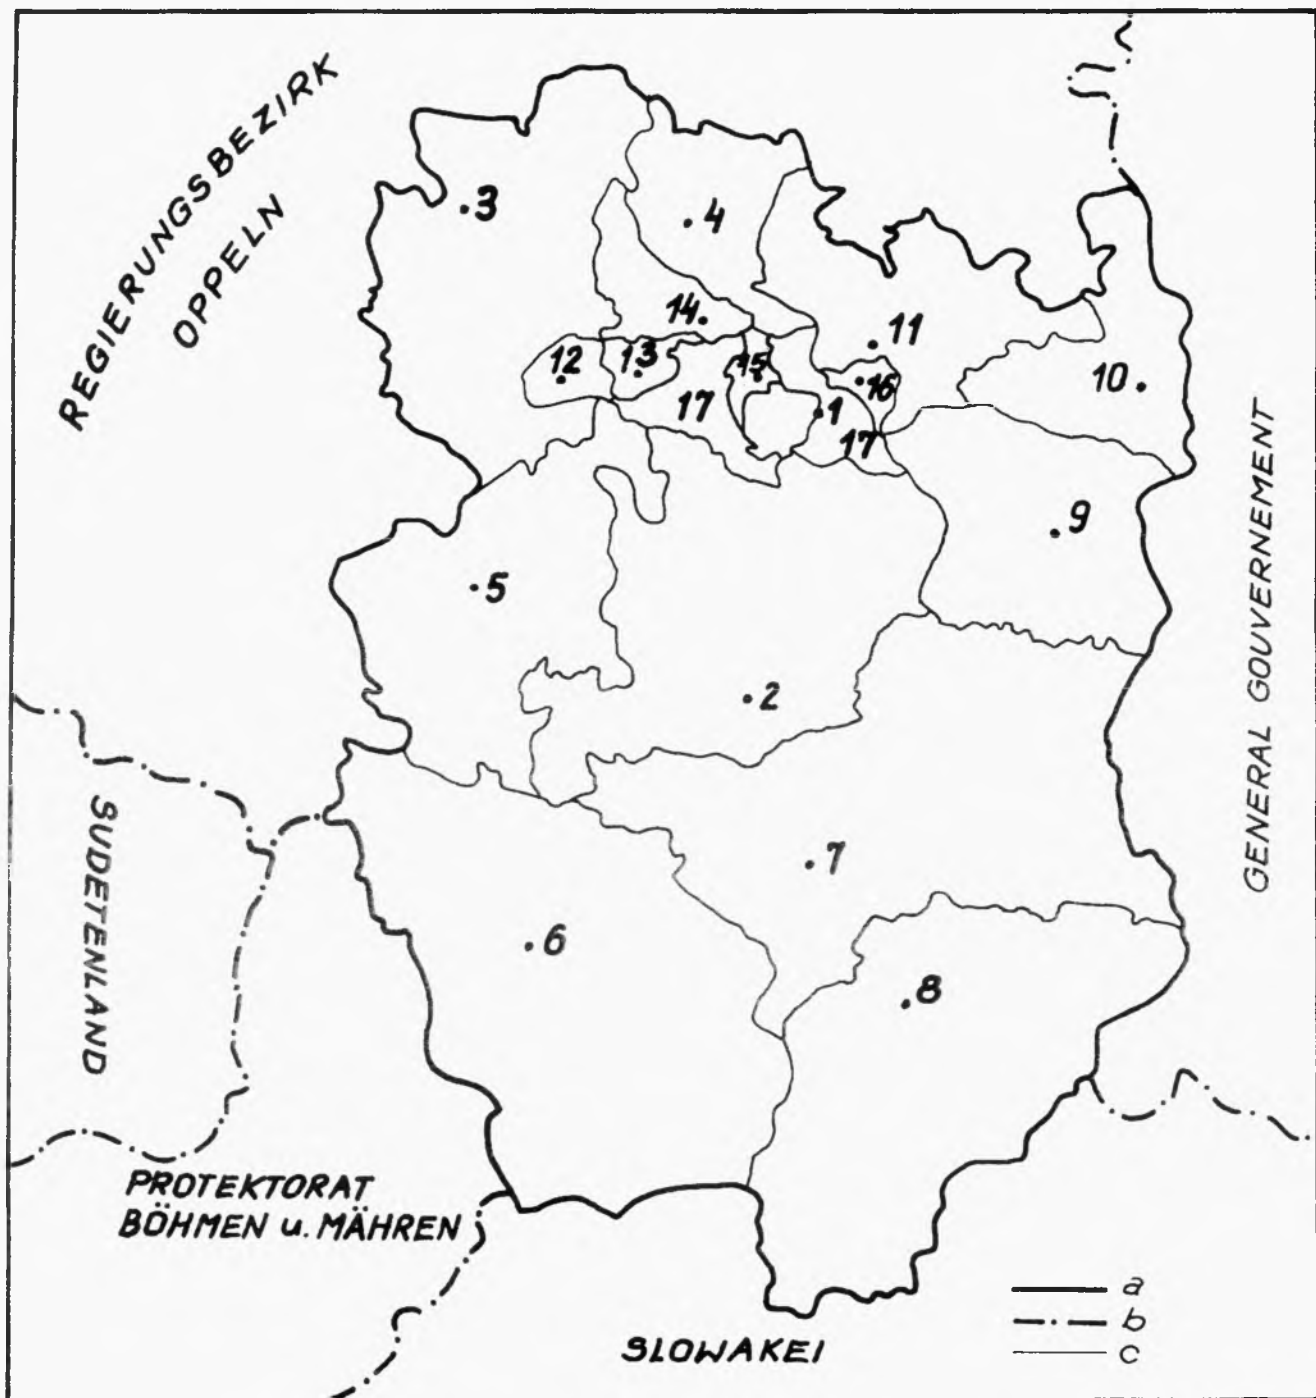 REGIERUNGSBEZIRK
OPPELN
3
4
14
11
12
13
15
16
10
17
1
17
9
5
2
GENERAL GOUVERNEMENT
SUDETENLAND
7
6
8
PROTEKTORAT
BÖHMEN u. MÄHREN
a
b
c
SLOWAKEI